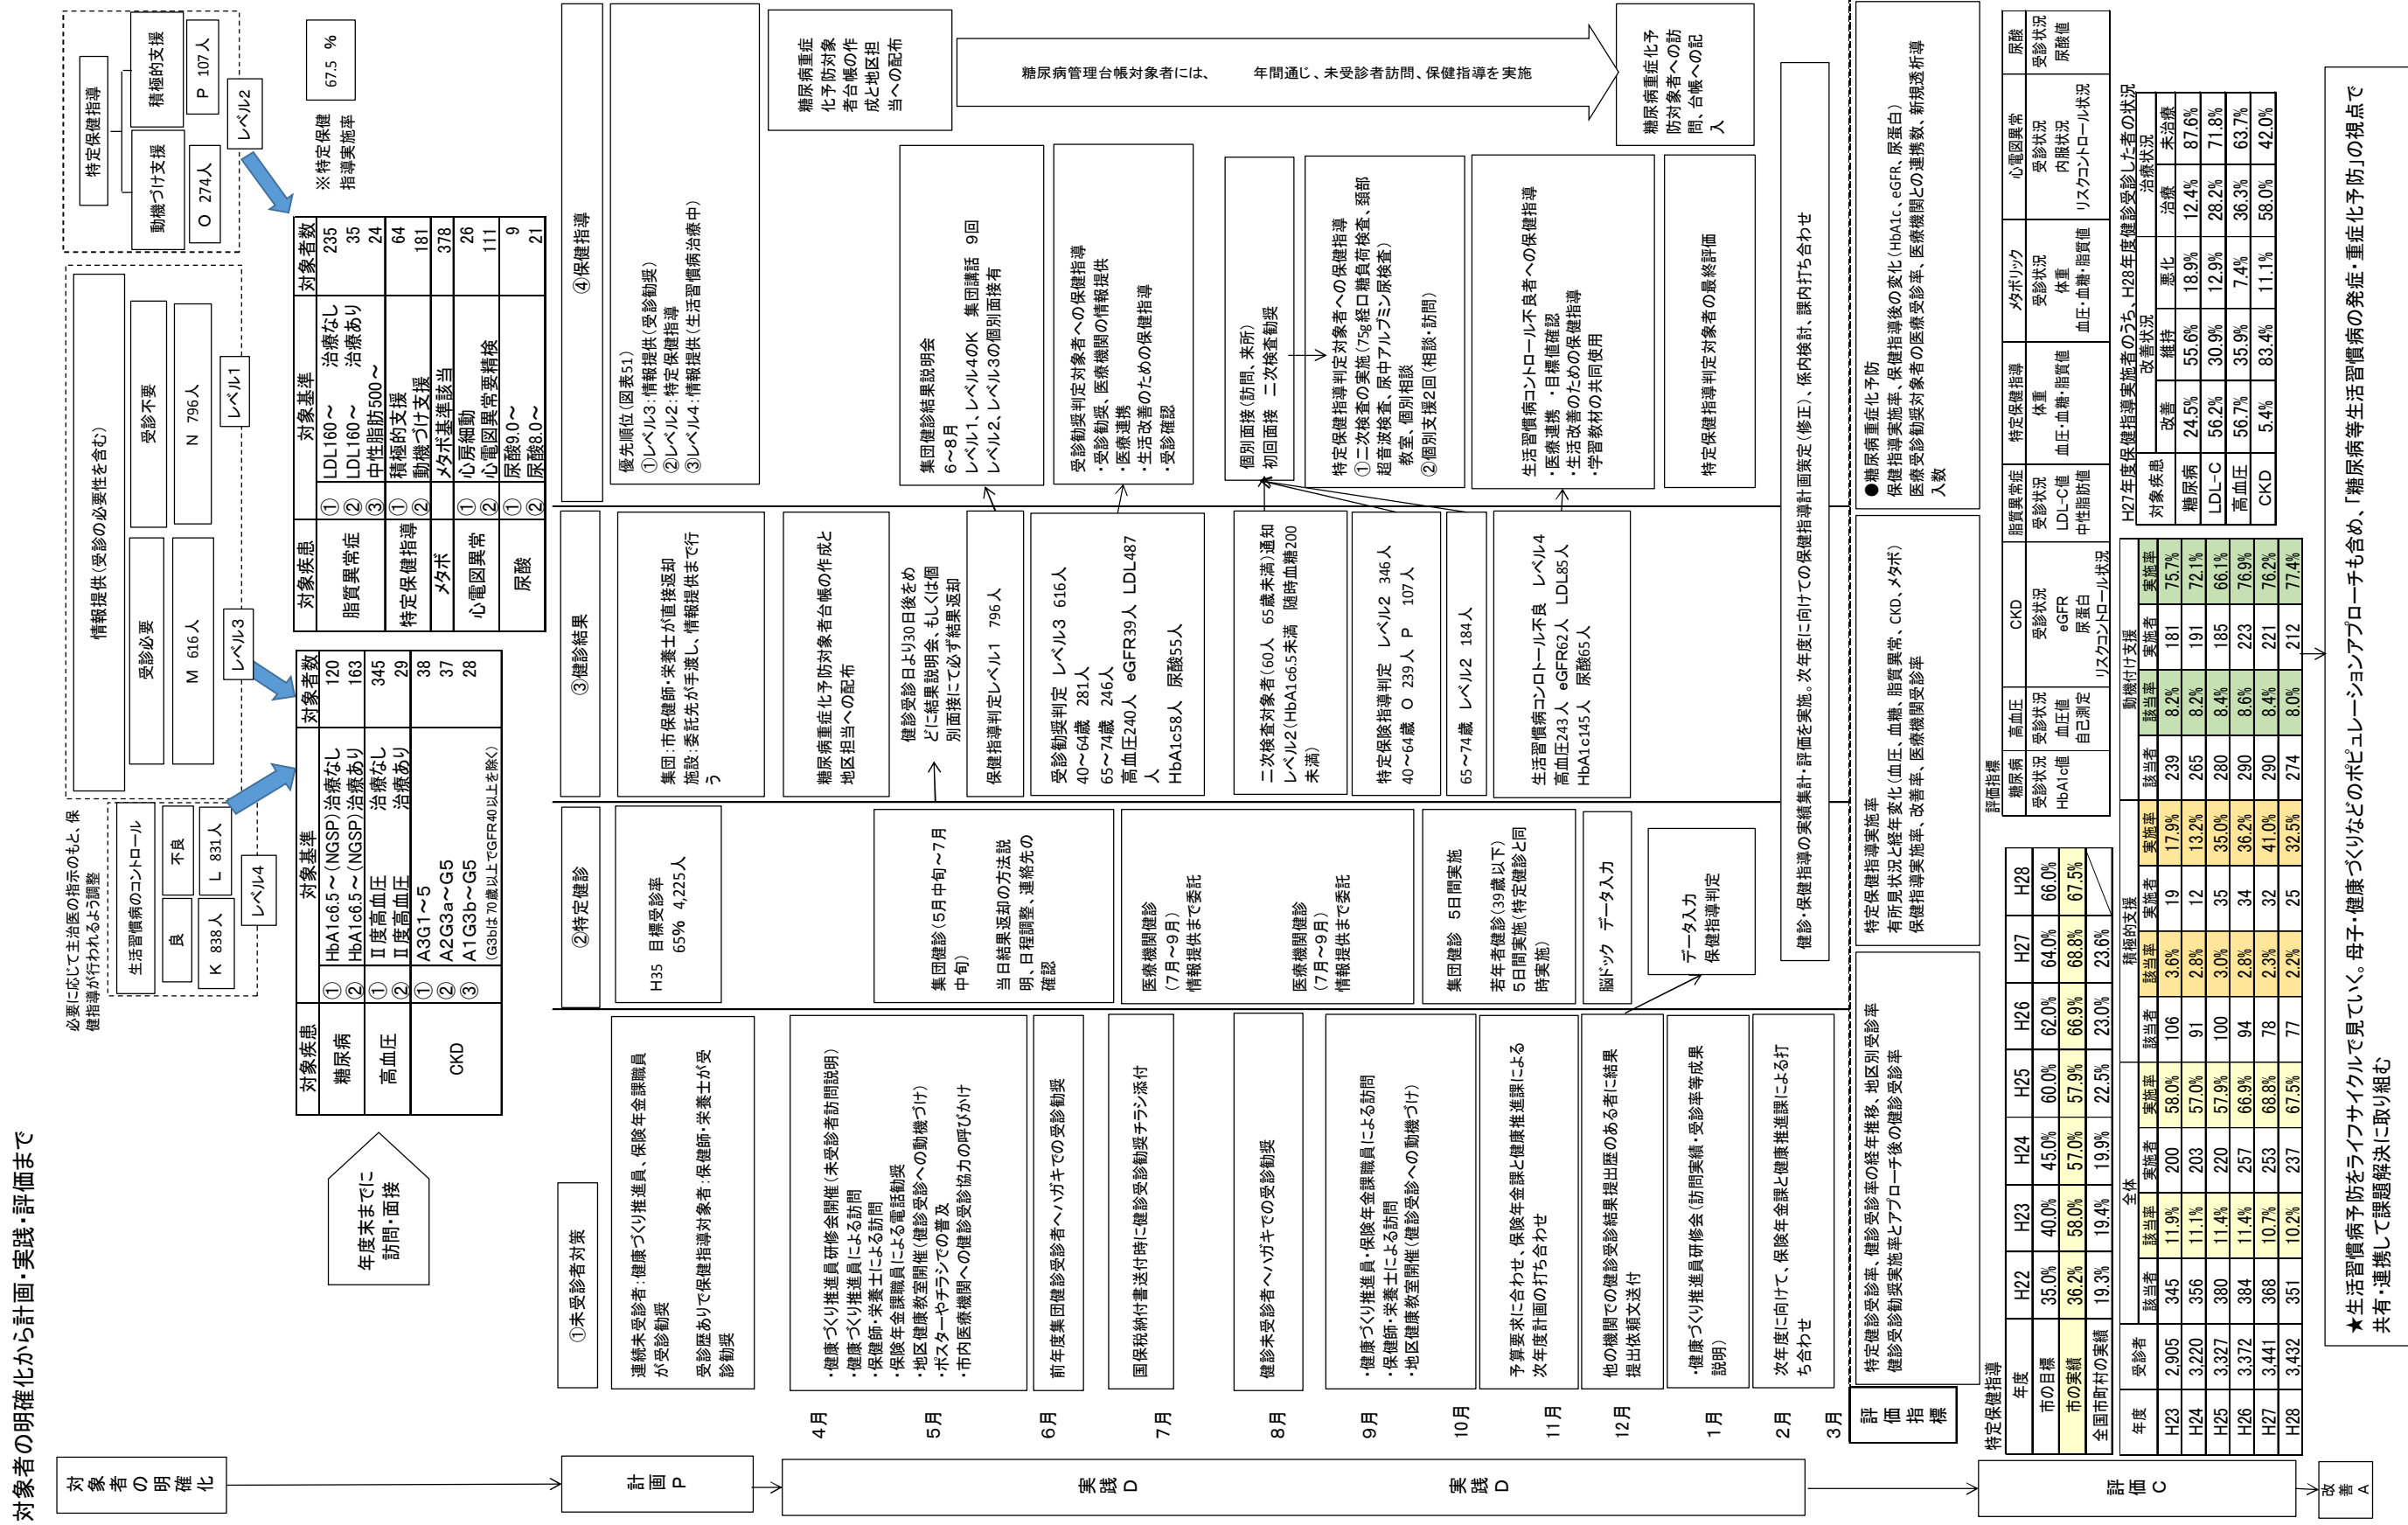 対象者の明確化から計画・実践・評価まで
対象者の明確化
必要に応じて主治医の指示のもと、保
健指導が行われるよう調整
生活習慣病のコントロール
良
不良
K 838人
L 831人
レベル4
情報提供(受診の必要性を含む)
受診必要
受診不要
M 616人
N 796人
レベル3
レベル1
特定保健指導
動機づけ支援
積極的支援
O 274人
P 107人
レベル2
※特定保健
指導実施率
67.5 %
年度末までに
訪問・面接
対象疾患 対象基準 対象者数
糖尿病 ① HbA1c6.5~(NGSP)治療なし 120
② HbA1c6.5~(NGSP)治療あり 163
高血圧 ① Ⅱ度高血圧 治療なし 345
② Ⅱ度高血圧 治療あり 29
CKD ① A3G1~5 38
② A2G3a~G5 37
③ A1G3b~G5 28
(G3bは70歳以上でGFR40以上を除く)
対象疾患 対象基準 対象者数
脂質異常症 ① LDL160~ 治療なし 235
② LDL160~ 治療あり 35
③ 中性脂肪500~ 24
特定保健指導 ① 積極的支援 64
② 動機づけ支援 181
メタボ メタボ基準該当 378
心電図異常 ① 心房細動 26
② 心電図異常要精検 111
尿酸 ① 尿酸9.0~ 9
② 尿酸8.0~ 21
計画P
①未受診者対策
②特定健診
③健診結果
④保健指導
連続未受診者:健康づくり推進員、保険年金課職員
が受診勧奨
受診歴ありで保健指導対象者:保健師・栄養士が受
診勧奨
H35 目標受診率
65% 4,225人
集団:市保健師・栄養士が直接返却
施設:委託先が手渡し、情報提供まで行
う
優先順位(図表51)
①レベル3:情報提供(受診勧奨)
②レベル2:特定保健指導
③レベル4:情報提供(生活習慣病治療中)
実践D
実践D
4月
5月
6月
7月
8月
9月
10月
11月
12月
1月
2月
3月
・健康づくり推進員研修会開催(未受診者訪問説明)
・健康づくり推進員による訪問
・保健師・栄養士による訪問
・保険年金課職員による電話勧奨
・地区健康教室開催(健診受診への動機づけ)
・ポスターやチラシでの普及
・市内医療機関への健診受診協力の呼びかけ
前年度集団健診受診者へハガキでの受診勧奨
国保税納付書送付時に健診受診勧奨チラシ添付
健診未受診者へハガキでの受診勧奨
・健康づくり推進員・保険年金課職員による訪問
・保健師・栄養士による訪問
・地区健康教室開催(健診受診への動機づけ)
予算要求に合わせ、保険年金課と健康推進課による
次年度計画の打ち合わせ
他の機関での健診受診結果提出歴のある者に結果
提出依頼文送付
・健康づくり推進員研修会(訪問実績・受診率等成果
説明)
次年度に向けて、保険年金課と健康推進課による打
ち合わせ
集団健診(5月中旬~7月
中旬)
当日結果返却の方法説
明、日程調整、連絡先の
確認
医療機関健診
(7月~9月)
情報提供まで委託
医療機関健診
(7月~9月)
情報提供まで委託
集団健診 5日間実施
若年者健診(39歳以下)
5日間実施(特定健診と同
時実施)
脳ドック データ入力
データ入力
保健指導判定
糖尿病重症化予防対象者台帳の作成と
地区担当への配布
健診受診日より30日後をめ
どに結果説明会、もしくは個
別面接にて必ず結果返却
保健指導判定レベル1 796人
受診勧奨判定 レベル3 616人
40~64歳 281人
65~74歳 246人
高血圧240人 eGFR39人 LDL487
人
HbA1c58人 尿酸55人
二次検査対象者(60人 65歳未満)通知
レベル2(HbA1c6.5未満 随時血糖200
未満)
特定保険指導判定 レベル2 346人
40~64歳 O 239人 P 107人
65~74歳 レベル2 184人
生活習慣病コントロール不良 レベル4
高血圧243人 eGFR62人 LDL85人
HbA1c145人 尿酸65人
集団健診結果説明会
6~8月
レベル1、レベル4のK 集団講話 9回
レベル2、レベル3の個別面接有
受診勧奨判定対象者への保健指導
・受診勧奨、医療機関の情報提供
・医療連携
・生活改善のための保健指導
・受診確認
個別面接(訪問、来所)
初回面接 二次検査勧奨
特定保健指導判定対象者への保健指導
①二次検査の実施(75g経口糖負荷検査、頚部
超音波検査、尿中アルブミン尿検査)
教室、個別相談
②個別支援2回(相談・訪問)
生活習慣病コントロール不良者への保健指導
・医療連携 ・目標値確認
・生活改善のための保健指導
・学習教材の共同使用
特定保健指導判定対象者の最終評価
糖尿病重症
化予防対象
者台帳の作
成と地区担
当への配布
糖尿病管理台帳対象者には、 年間通じ、未受診者訪問、保健指導を実施
糖尿病重症化予
防対象者への訪
問、台帳への記
入
健診・保健指導の実績集計・評価を実施。次年度に向けての保健指導計画策定(修正)、係内検討、課内打ち合わせ
評価C
評価指標
特定健診受診率、健診受診率の経年推移、地区別受診率
健診受診勧奨実施率とアプローチ後の健診受診率
特定保健指導実施率
有所見状況と経年変化(血圧、血糖、脂質異常、CKD、メタボ)
保健指導実施率、改善率、医療機関受診率
●糖尿病重症化予防
保健指導実施率、保健指導後の変化(HbA1c、eGFR、尿蛋白)
医療受診勧奨対象者の医療受診率、医療機関との連携数、新規透析導
入数
特定保健指導
年度 H22 H23 H24 H25 H26 H27 H28
市の目標 35.0% 40.0% 45.0% 60.0% 62.0% 64.0% 66.0%
市の実績 36.2% 58.0% 57.0% 57.9% 66.9% 68.8% 67.5%
全国市町村の実績 19.3% 19.4% 19.9% 22.5% 23.0% 23.6%
評価指標
糖尿病 高血圧 CKD 脂質異常症 特定保健指導 メタボリック 心電図異常 尿酸
受診状況 受診状況 受診状況 受診状況 体重 受診状況 受診状況 受診状況
HbA1c値 血圧値 eGFR LDL-C値 血圧・血糖・脂質値 体重 内服状況 尿酸値
自己測定 尿蛋白 中性脂肪値 血圧・血糖・脂質値 リスクコントロール状況
リスクコントロール状況
年度 受診者 全体 積極的支援 動機付け支援
該当者 該当率 実施者 実施率 該当者 該当率 実施者 実施率 該当者 該当率 実施者 実施率
H23 2,905 345 11.9% 200 58.0% 106 3.6% 19 17.9% 239 8.2% 181 75.7%
H24 3,220 356 11.1% 203 57.0% 91 2.8% 12 13.2% 265 8.2% 191 72.1%
H25 3,327 380 11.4% 220 57.9% 100 3.0% 35 35.0% 280 8.4% 185 66.1%
H26 3,372 384 11.4% 257 66.9% 94 2.8% 34 36.2% 290 8.6% 223 76.9%
H27 3,441 368 10.7% 253 68.8% 78 2.3% 32 41.0% 290 8.4% 221 76.2%
H28 3,432 351 10.2% 237 67.5% 77 2.2% 25 32.5% 274 8.0% 212 77.4%
H27年度保健指導実施者のうち、H28年度健診受診した者の状況
対象疾患 改善状況 治療状況
改善 維持 悪化 治療 未治療
糖尿病 24.5% 55.6% 18.9% 12.4% 87.6%
LDL-C 56.2% 30.9% 12.9% 28.2% 71.8%
高血圧 56.7% 35.9% 7.4% 36.3% 63.7%
CKD 5.4% 83.4% 11.1% 58.0% 42.0%
改善A
★生活習慣病予防をライフサイクルで見ていく。母子・健康づくりなどのポピュレーションアプローチも含め、「糖尿病等生活習慣病の発症・重症化予防」の視点で
共有・連携して課題解決に取り組む